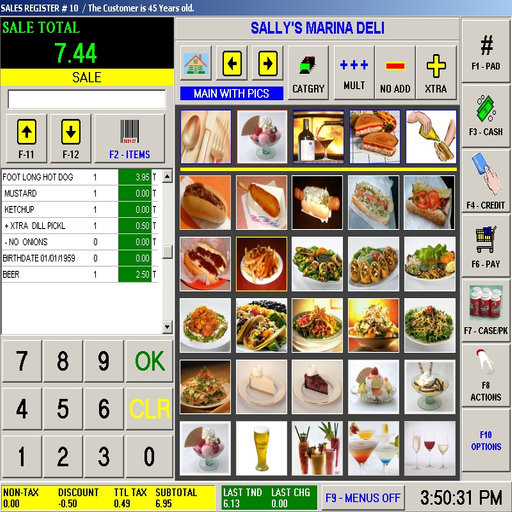 SALES REGISTER # 10 / The Customer is 45 Years old.
SALE TOTAL
7.44
SALE
SALLY'S MARINA DELI
MAIN WITH PICS
CATGRY
+++
MULT
NO ADD
XTRA
#
F1 - PAD
F-11
F-12
F2 - ITEMS
F3 - CASH
FOOT LONG HOT DOG 1 3.95 T
MUSTARD 1 0.00 T
KETCHUP 1 0.00 T
+ XTRA DILL PICKL 1 0.50 T
- NO ONIONS 0 0.00 T
BIRTHDATE 01/01/1959 0 0.00 T
BEER 1 2.50 T
F4 - CREDIT
F6 - PAY
F7 - CASE/PK
F8
ACTIONS
F10
OPTIONS
7 8 9 OK
4 5 6 CLR
1 2 3 0
NON-TAX DISCOUNT TTL TAX SUBTOTAL
0.00 -0.50 0.49 6.95
LAST TND LAST CHG
6.13 0.00
F9 - MENUS OFF
3:50:31 PM